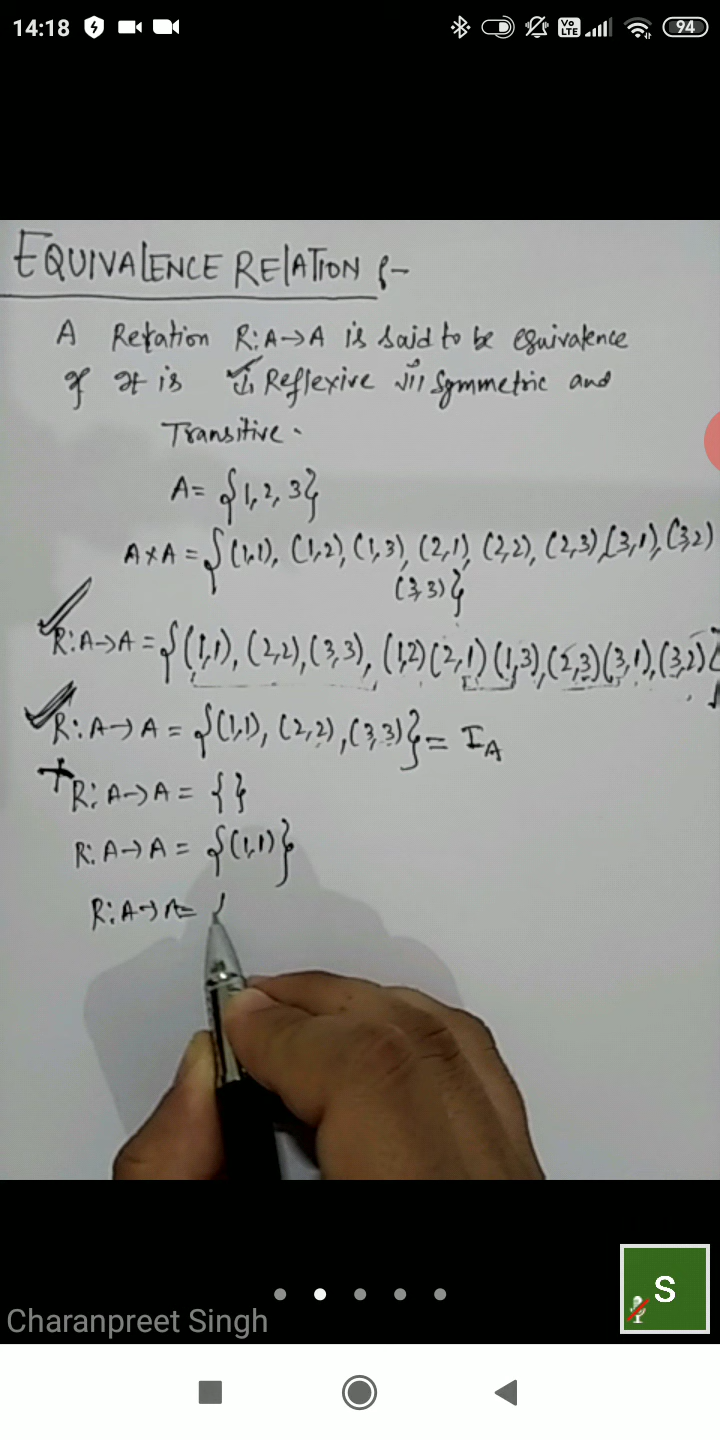 14:18 Vo LTE 94
EQUIVALENCE RELATION :-
A Relation R:A→A is said to be equivalence
if it is i) Reflexive ii) Symmetric and
Transitive.
A= {1,2,3}
A×A = {(1,1), (1,2), (1,3), (2,1), (2,2), (2,3), (3,1), (3,2)
(3,3)}
R:A→A = {(1,1), (2,2), (3,3), (1,2) (2,1) (1,3), (2,3) (3,1), (3,2)}
R:A→A = {(1,1), (2,2), (3,3)} = I_A
R:A→A = { }
R:A→A = {(1,1)}
R:A→A=
S
Charanpreet Singh